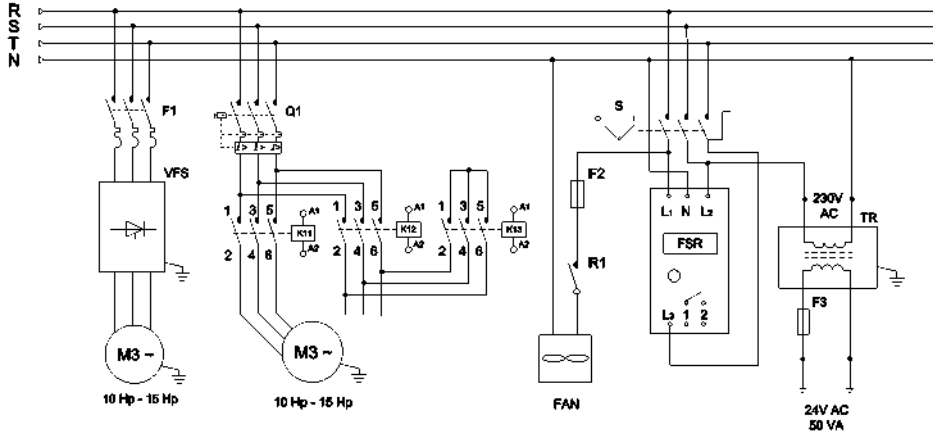 R
S
T
N
F1
VFS
M3 ~
10 Hp - 15 Hp
Q1
I> I> I>
1 3 5
K11
A1
A2
2 4 6
1 3 5
K12
A1
A2
2 4 6
1 3 5
K13
A1
A2
2 4 6
M3 ~
10 Hp - 15 Hp
S
F2
R1
FAN
L1 N L2
FSR
L3 1 2
230V
AC
TR
F3
24V AC
50 VA